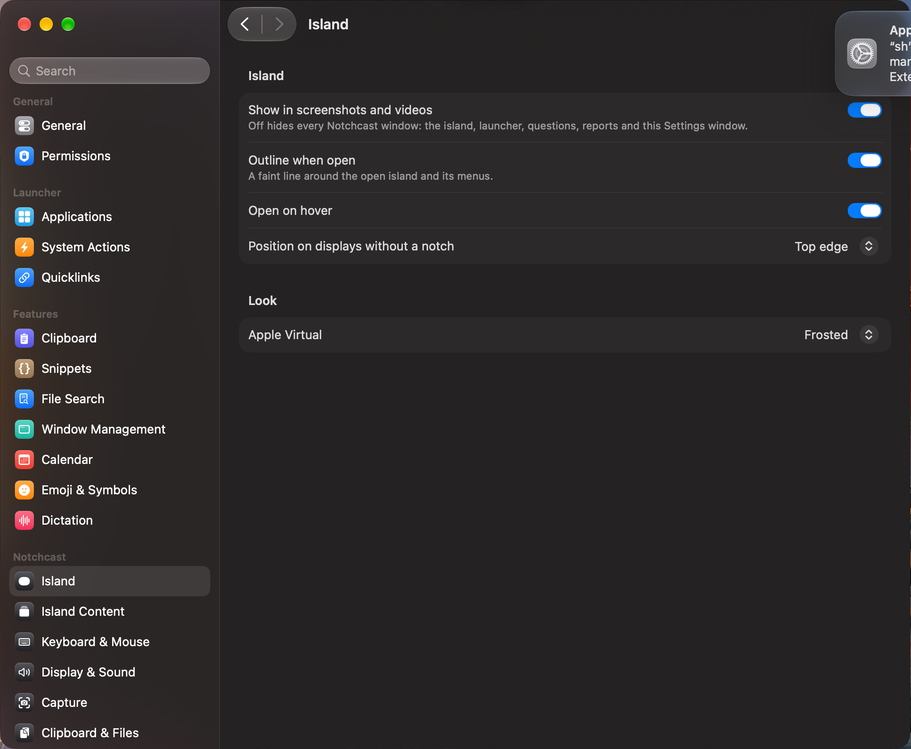 Island
Search
General
General
Permissions
Launcher
Applications
System Actions
Quicklinks
Features
Clipboard
Snippets
File Search
Window Management
Calendar
Emoji & Symbols
Dictation
Notchcast
Island
Island Content
Keyboard & Mouse
Display & Sound
Capture
Clipboard & Files
Island
Show in screenshots and videos
Off hides every Notchcast window: the island, launcher, questions, reports and this Settings window.
Outline when open
A faint line around the open island and its menus.
Open on hover
Position on displays without a notch Top edge
Look
Apple Virtual Frosted
App
“sh”
mar
Exte